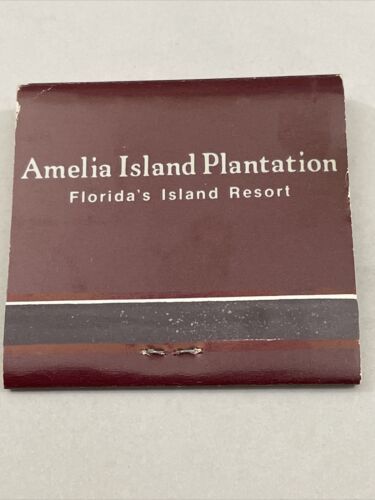 Amelia Island Plantation
Florida's Island Resort